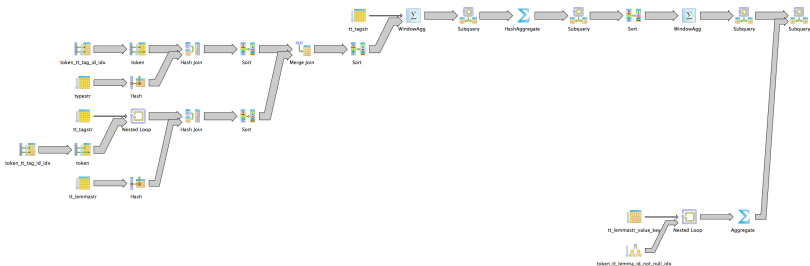 tt_tagstr
WindowAgg
Subquery
HashAggregate
Subquery
Sort
WindowAgg
Subquery
Subquery
token_tt_tag_id_idx
token
Hash Join
Sort
Merge Join
Sort
typestr
Hash
tt_tagstr
Nested Loop
Hash Join
Sort
token_tt_tag_id_idx
token
tt_lemmastr
Hash
tt_lemmastr_value_key
Nested Loop
Aggregate
token_tt_lemma_id_not_null_idx